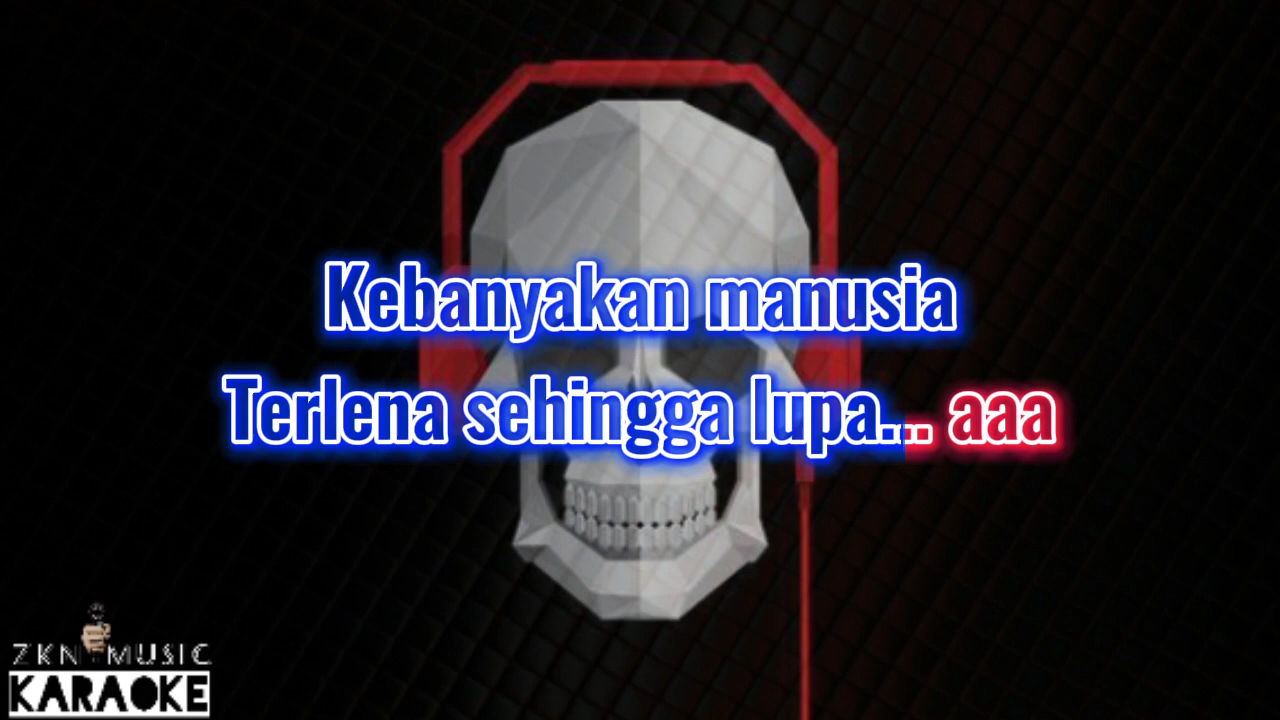 Kebanyakan manusia
Terlena sehingga lupa... aaa
ZKN MUSIC
KARAOKE